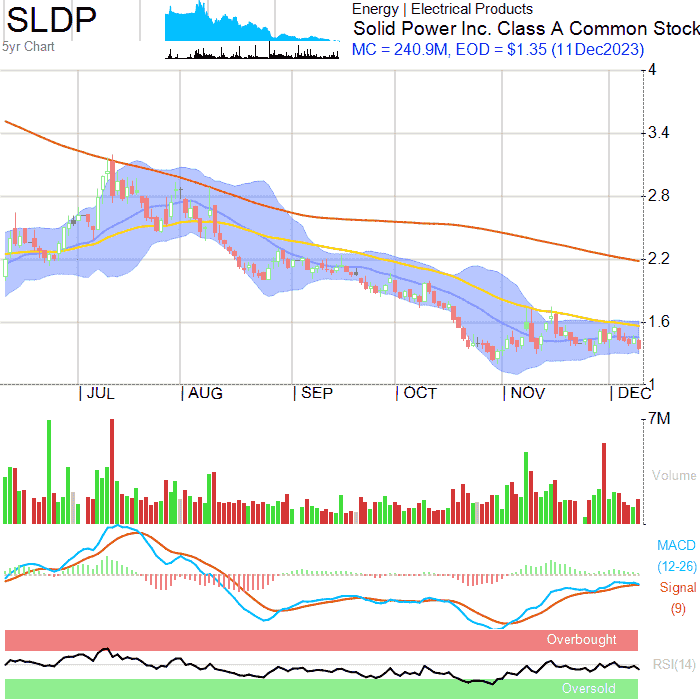 SLDP
5yr Chart
Energy | Electrical Products
Solid Power Inc. Class A Common Stock
MC = 240.9M, EOD = $1.35 (11Dec2023)
4
3.4
2.8
2.2
1.6
1
JUL AUG SEP OCT NOV DEC
7M
Volume
MACD
(12-26)
Signal
(9)
Overbought
RSI(14)
Oversold